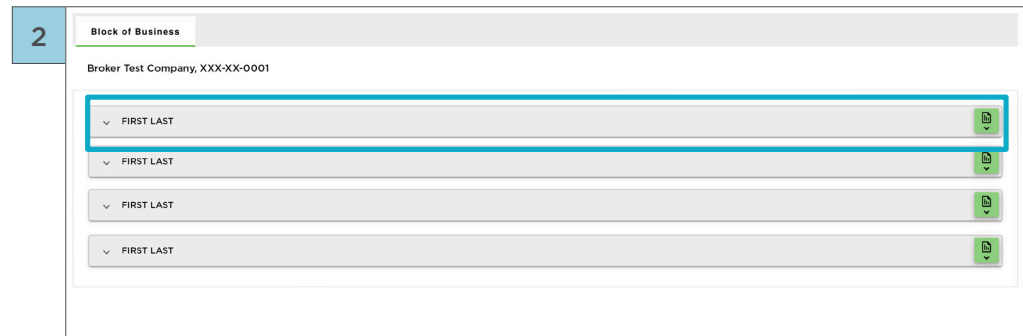 2
Block of Business
Broker Test Company, XXX-XX-0001
FIRST LAST
FIRST LAST
FIRST LAST
FIRST LAST